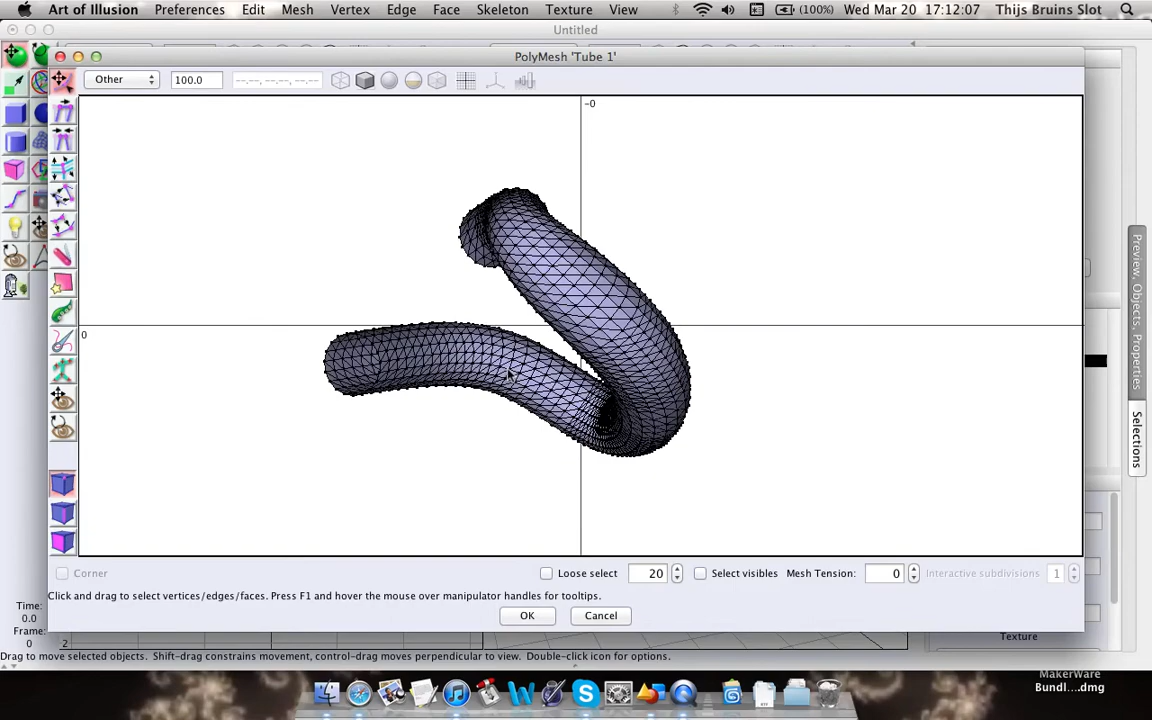 Art of Illusion Preferences Edit Mesh Vertex Edge Face Skeleton Texture View (100%) Wed Mar 20 17:12:07 Thijs Bruins Slot
Untitled
PolyMesh 'Tube 1'
Other 100.0 --.--, --.--, --.--
-0
0
Preview, Objects, Properties
Selections
Corner Loose select 20 Select visibles Mesh Tension: 0 Interactive subdivisions 1
Click and drag to select vertices/edges/faces. Press F1 and hover the mouse over manipulator handles for tooltips.
OK Cancel
Time:
0.0
Frame:
0
2
Texture
Drag to move selected objects. Shift-drag constrains movement, control-drag moves perpendicular to view. Double-click icon for options.
MakerWare
Bundl....dmg